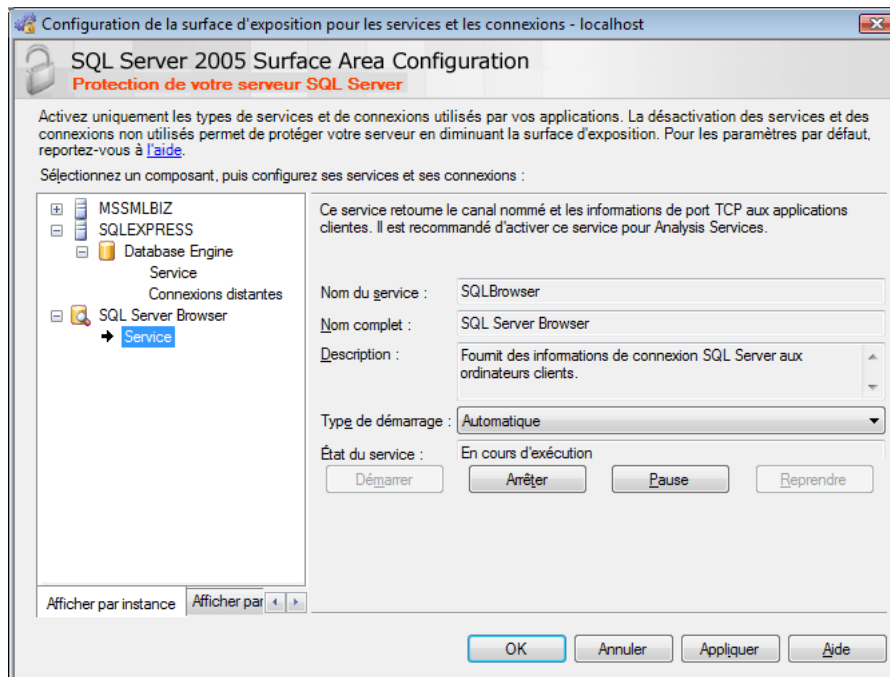 Configuration de la surface d'exposition pour les services et les connexions - localhost
SQL Server 2005 Surface Area Configuration
Protection de votre serveur SQL Server
Activez uniquement les types de services et de connexions utilisés par vos applications. La désactivation des services et des
connexions non utilisés permet de protéger votre serveur en diminuant la surface d'exposition. Pour les paramètres par défaut,
reportez-vous à l'aide.
Sélectionnez un composant, puis configurez ses services et ses connexions :
MSSMLBIZ
SQLEXPRESS
Database Engine
Service
Connexions distantes
SQL Server Browser
Service
Afficher par instance
Afficher par
Ce service retourne le canal nommé et les informations de port TCP aux applications
clientes. Il est recommandé d'activer ce service pour Analysis Services.
Nom du service : SQLBrowser
Nom complet : SQL Server Browser
Description : Fournit des informations de connexion SQL Server aux
ordinateurs clients.
Type de démarrage : Automatique
État du service : En cours d'exécution
Démarrer Arrêter Pause Reprendre
OK Annuler Appliquer Aide